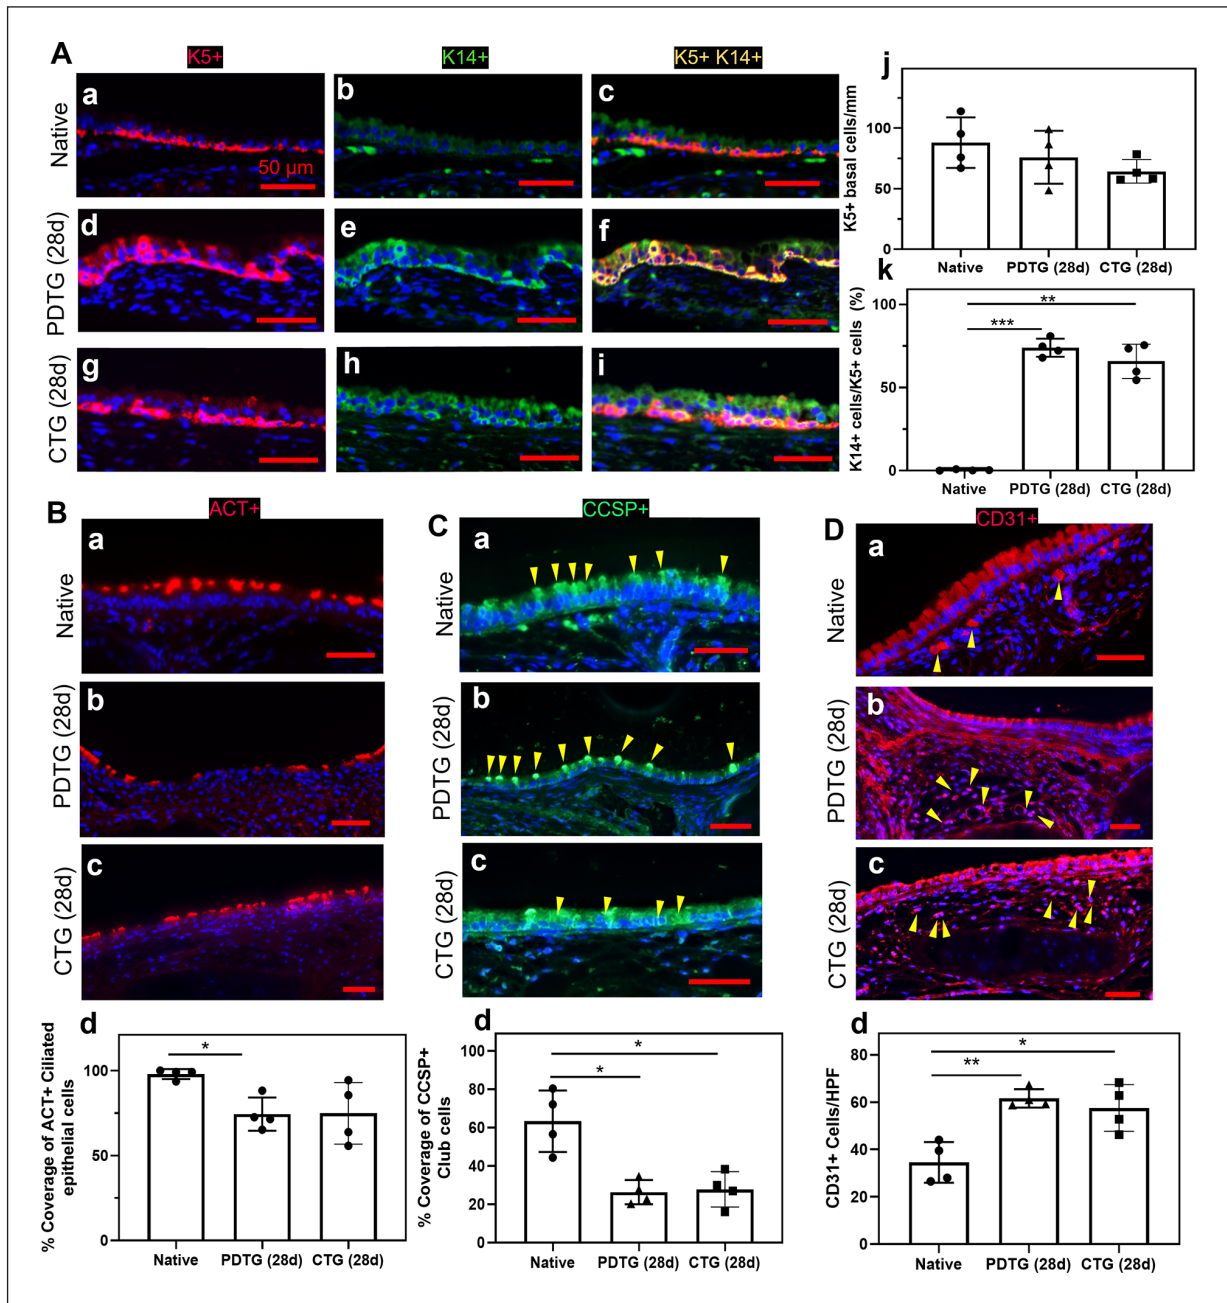 A
K5+
K14+
K5+ K14+
Native
a
50 µm
b
c
PDTG (28d)
d
e
f
CTG (28d)
g
h
i
j
K5+ basal cells/mm
100
50
0
Native
PDTG (28d)
CTG (28d)
k
K14+ cells/K5+ cells (%)
100
50
0
**
***
Native
PDTG (28d)
CTG (28d)
B
ACT+
Native
a
PDTG (28d)
b
CTG (28d)
c
d
% Coverage of ACT+ Ciliated
epithelial cells
100
50
0
*
Native
PDTG (28d)
CTG (28d)
C
CCSP+
Native
a
PDTG (28d)
b
CTG (28d)
c
d
% Coverage of CCSP+
Club cells
100
80
60
40
20
0
*
*
Native
PDTG (28d)
CTG (28d)
D
CD31+
Native
a
PDTG (28d)
b
CTG (28d)
c
d
CD31+ Cells/HPF
80
60
40
20
0
*
**
Native
PDTG (28d)
CTG (28d)